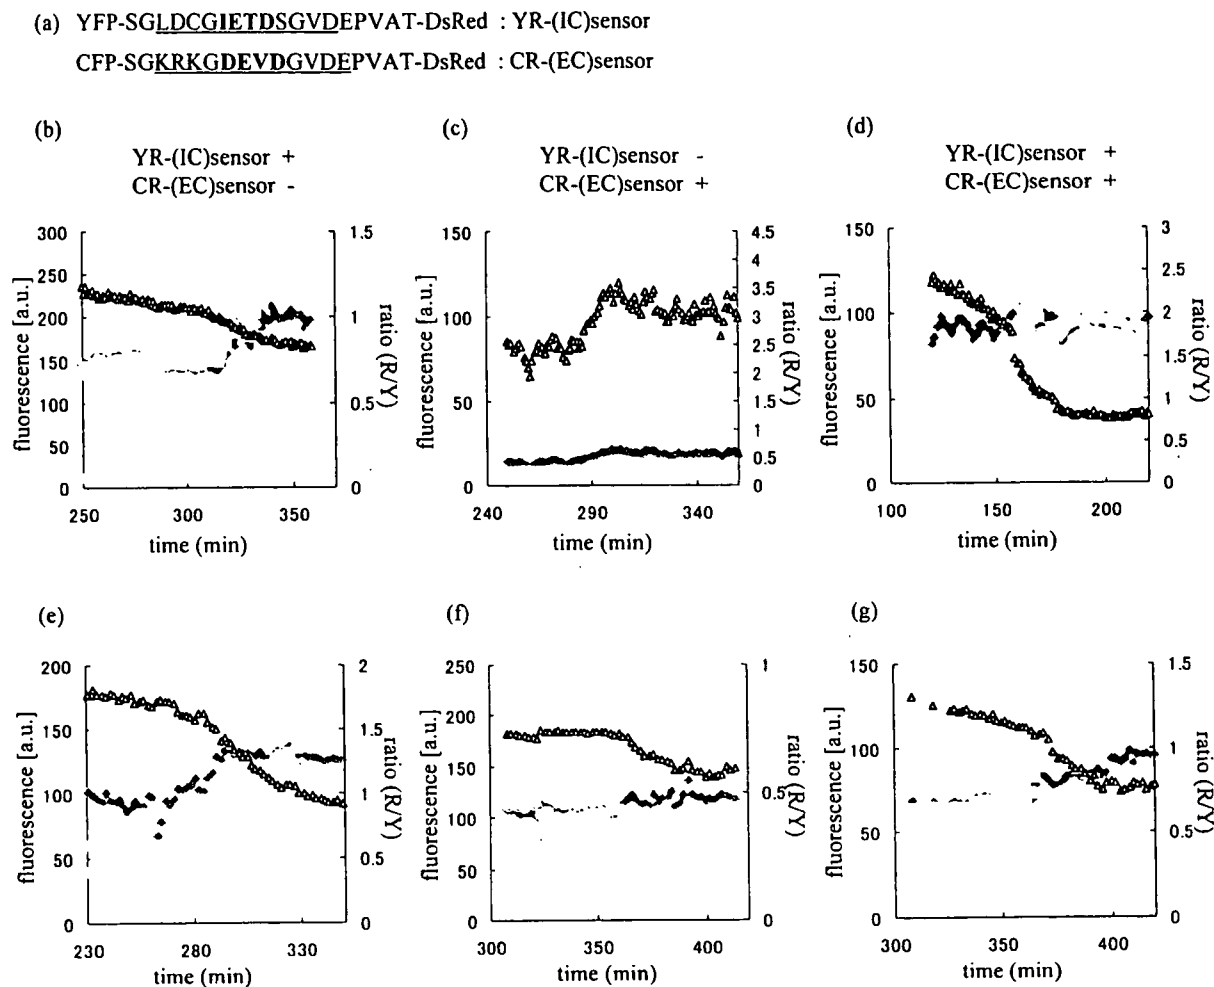 (a) YFP-SGLDCGIETDSGVDEPVAT-DsRed : YR-(IC)sensor
CFP-SGKRKGDEVDGVDEPVAT-DsRed : CR-(EC)sensor
(b)
YR-(IC)sensor +
CR-(EC)sensor -
300
250
200
150
100
50
0
fluorescence [a.u.]
1.5
1
0.5
0
ratio (R/Y)
250 300 350
time (min)
(c)
YR-(IC)sensor -
CR-(EC)sensor +
150
100
50
0
fluorescence [a.u.]
4.5
4
3.5
3
2.5
2
1.5
1
0.5
0
ratio (R/Y)
240 290 340
time (min)
(d)
YR-(IC)sensor +
CR-(EC)sensor +
150
100
50
0
fluorescence [a.u.]
3
2.5
2
1.5
1
0.5
0
ratio (R/Y)
100 150 200
time (min)
(e)
200
150
100
50
0
fluorescence [a.u.]
2
1.5
1
0.5
0
ratio (R/Y)
230 280 330
time (min)
(f)
250
200
150
100
50
0
fluorescence [a.u.]
1
0.5
0
ratio (R/Y)
300 350 400
time (min)
(g)
150
100
50
0
fluorescence [a.u.]
1.5
1
0.5
0
ratio (R/Y)
300 350 400
time (min)